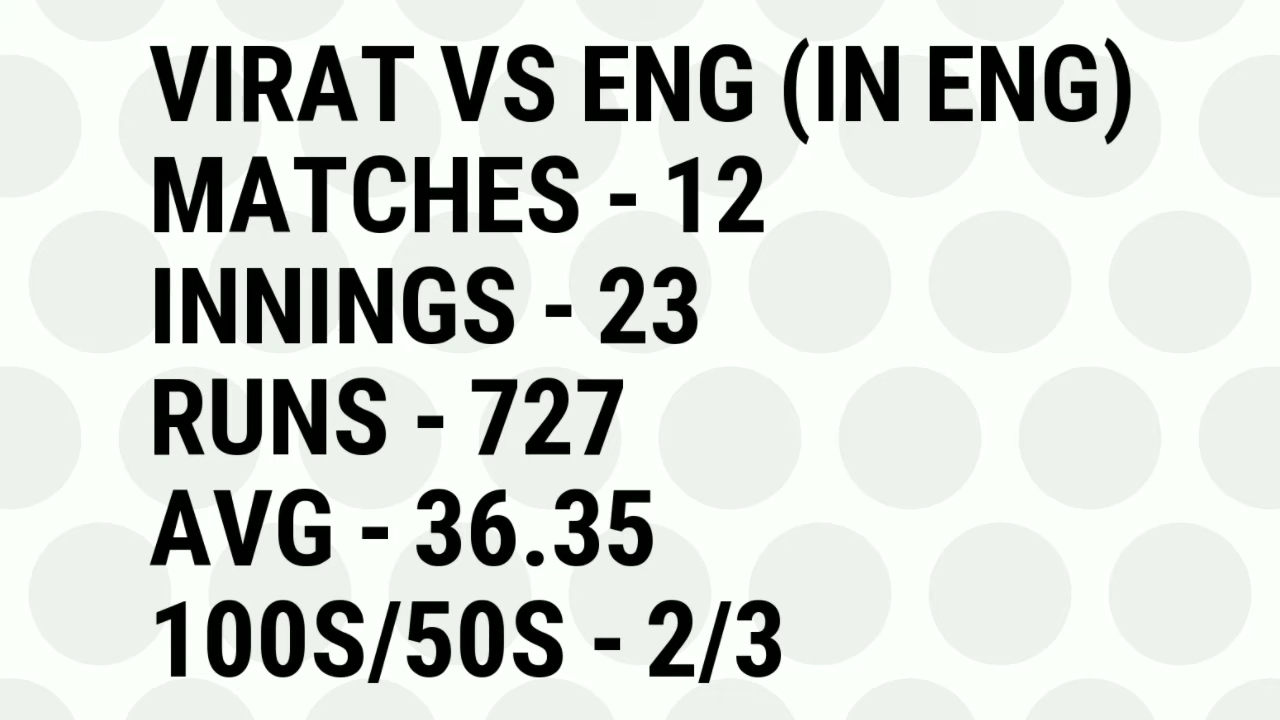 VIRAT VS ENG (IN ENG)
MATCHES - 12
INNINGS - 23
RUNS - 727
AVG - 36.35
100S/50S - 2/3